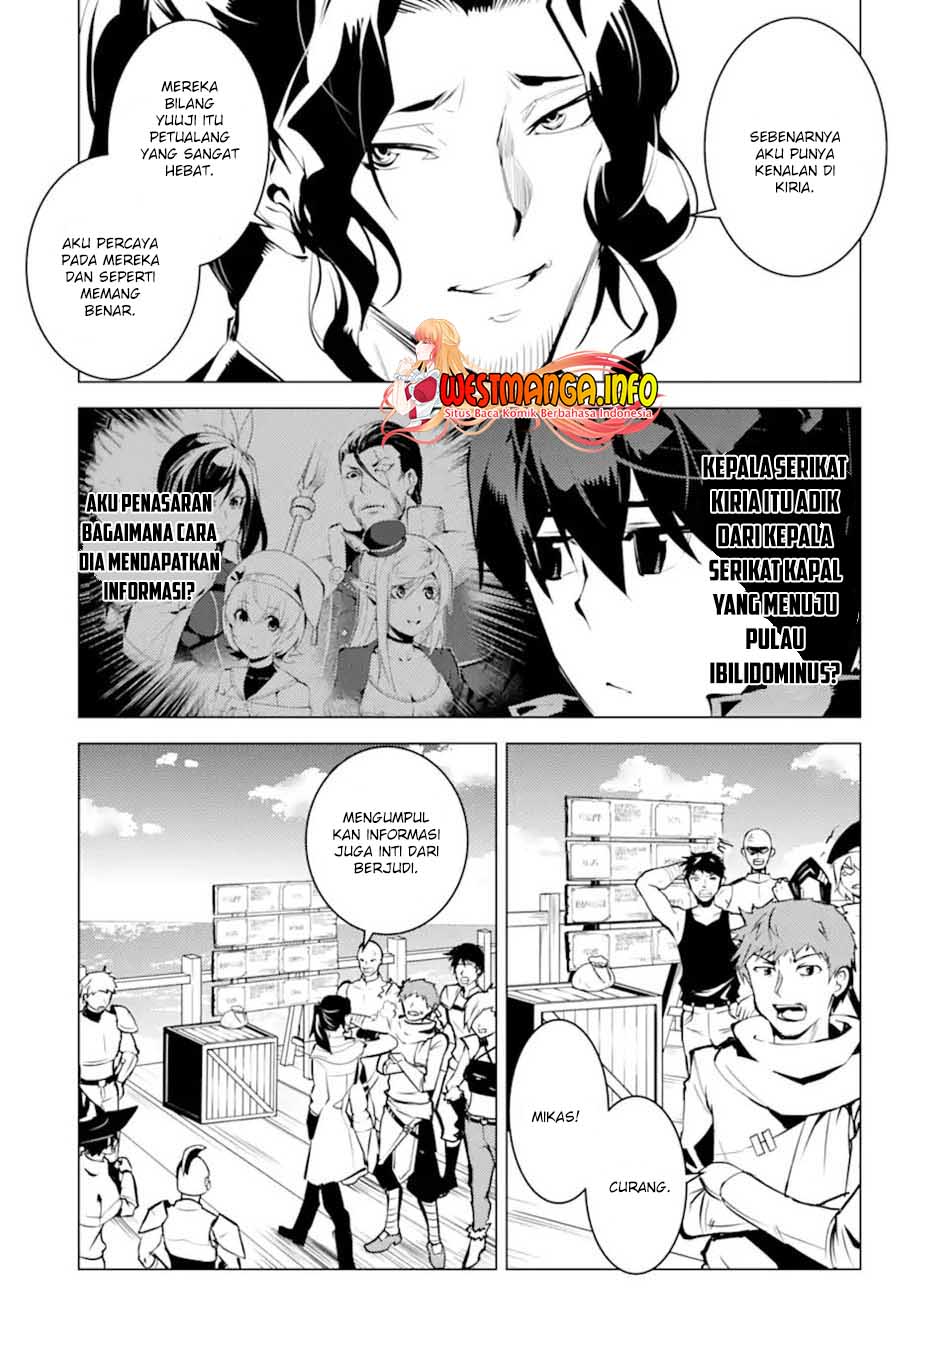 SEBENARNYA
AKU PUNYA
KENALAN DI
KIRIA.
MEREKA
BILANG
YUUJI ITU
PETUALANG
YANG SANGAT
HEBAT.
AKU PERCAYA
PADA MEREKA
DAN SEPERTI
MEMANG
BENAR.
WESTMANGA.INFO
Situs Baca Komik Berbahasa Indonesia
KEPALA SERIKAT
KIRIA ITU ADIK
DARI KEPALA
SERIKAT KAPAL
YANG MENUJU
PULAU
IBILIDOMINUS?
AKU PENASARAN
BAGAIMANA CARA
DIA MENDAPATKAN
INFORMASI?
MIKAS!
CURANG.
MENGUMPUL
KAN INFORMASI
JUGA INTI DARI
BERJUDI.